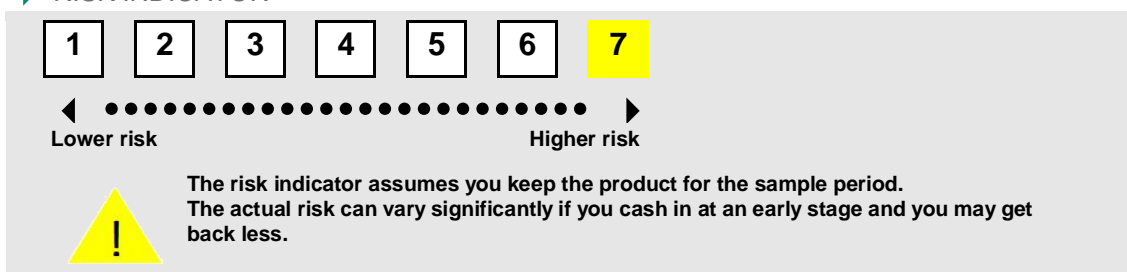 RISK INDICATOR
1 2 3 4 5 6 7
Lower risk Higher risk
The risk indicator assumes you keep the product for the sample period.
The actual risk can vary significantly if you cash in at an early stage and you may get
back less.
!